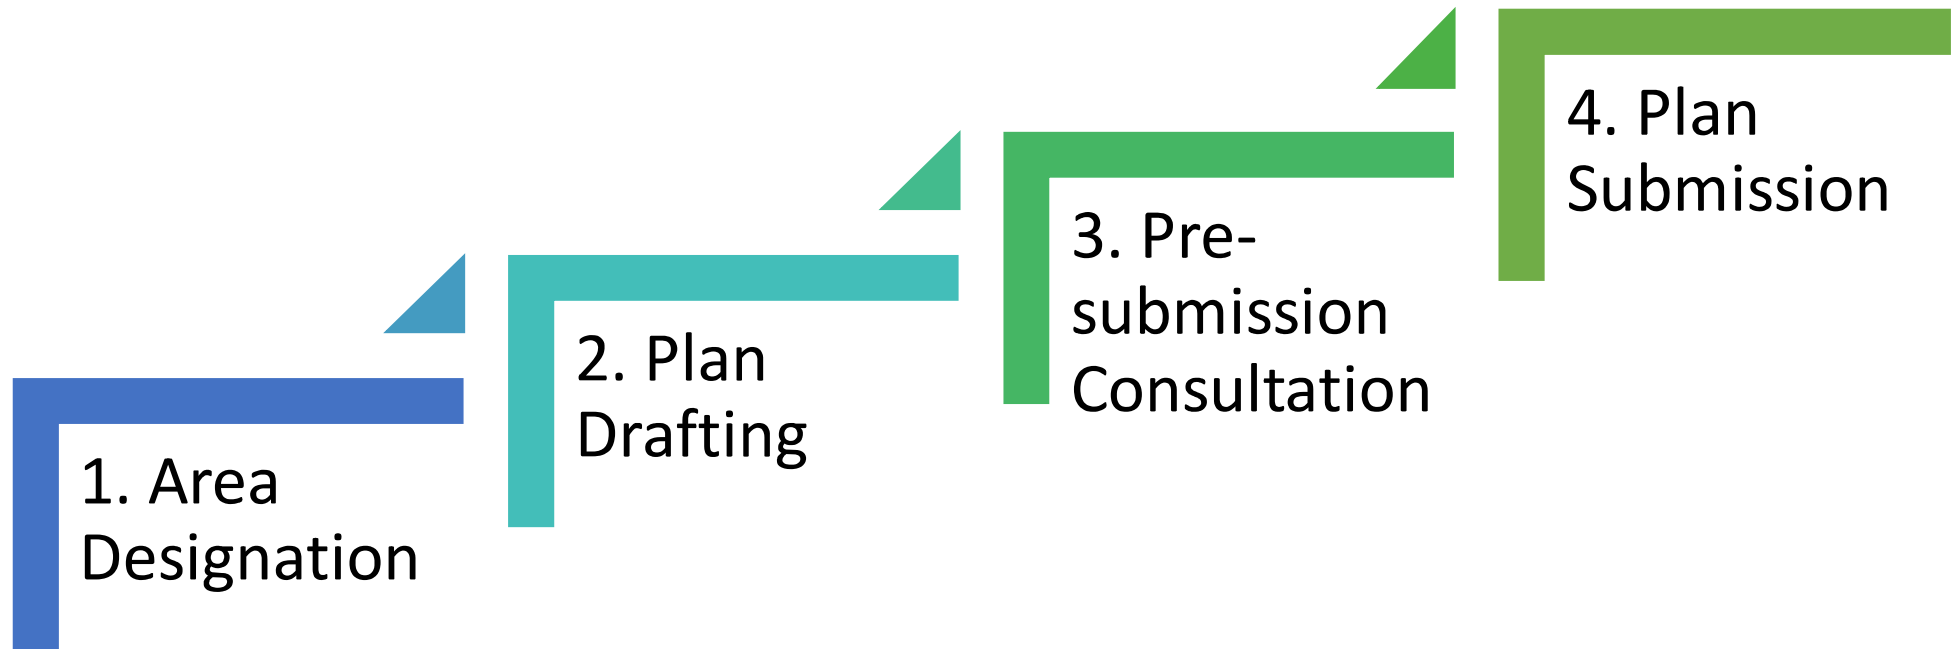 1. Area
Designation
2. Plan
Drafting
3. Pre-
submission
Consultation
4. Plan
Submission